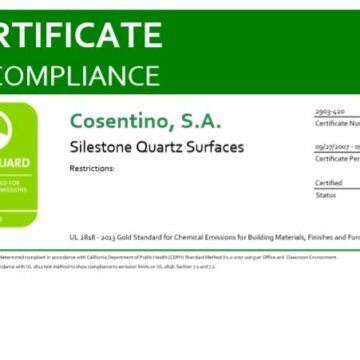 RTIFICATE
COMPLIANCE
Cosentino, S.A.
Silestone Quartz Surfaces
Restrictions:
UARD
ED FOR
EMISSIONS
2903-420
Certificate Nu
09/27/2007 - 0
Certificate Per
Certified
Status
UL 2818 - 2013 Gold Standard for Chemical Emissions for Building Materials, Finishes and Fur
determined compliant in accordance with California Department of Public Health (CDPH) Standard Method V1.2-2017 using an Office and Classroom Environment.
rdance with UL 2821 test method to show compliance to emission limits on UL 2818, Section 7.1 and 7.2.